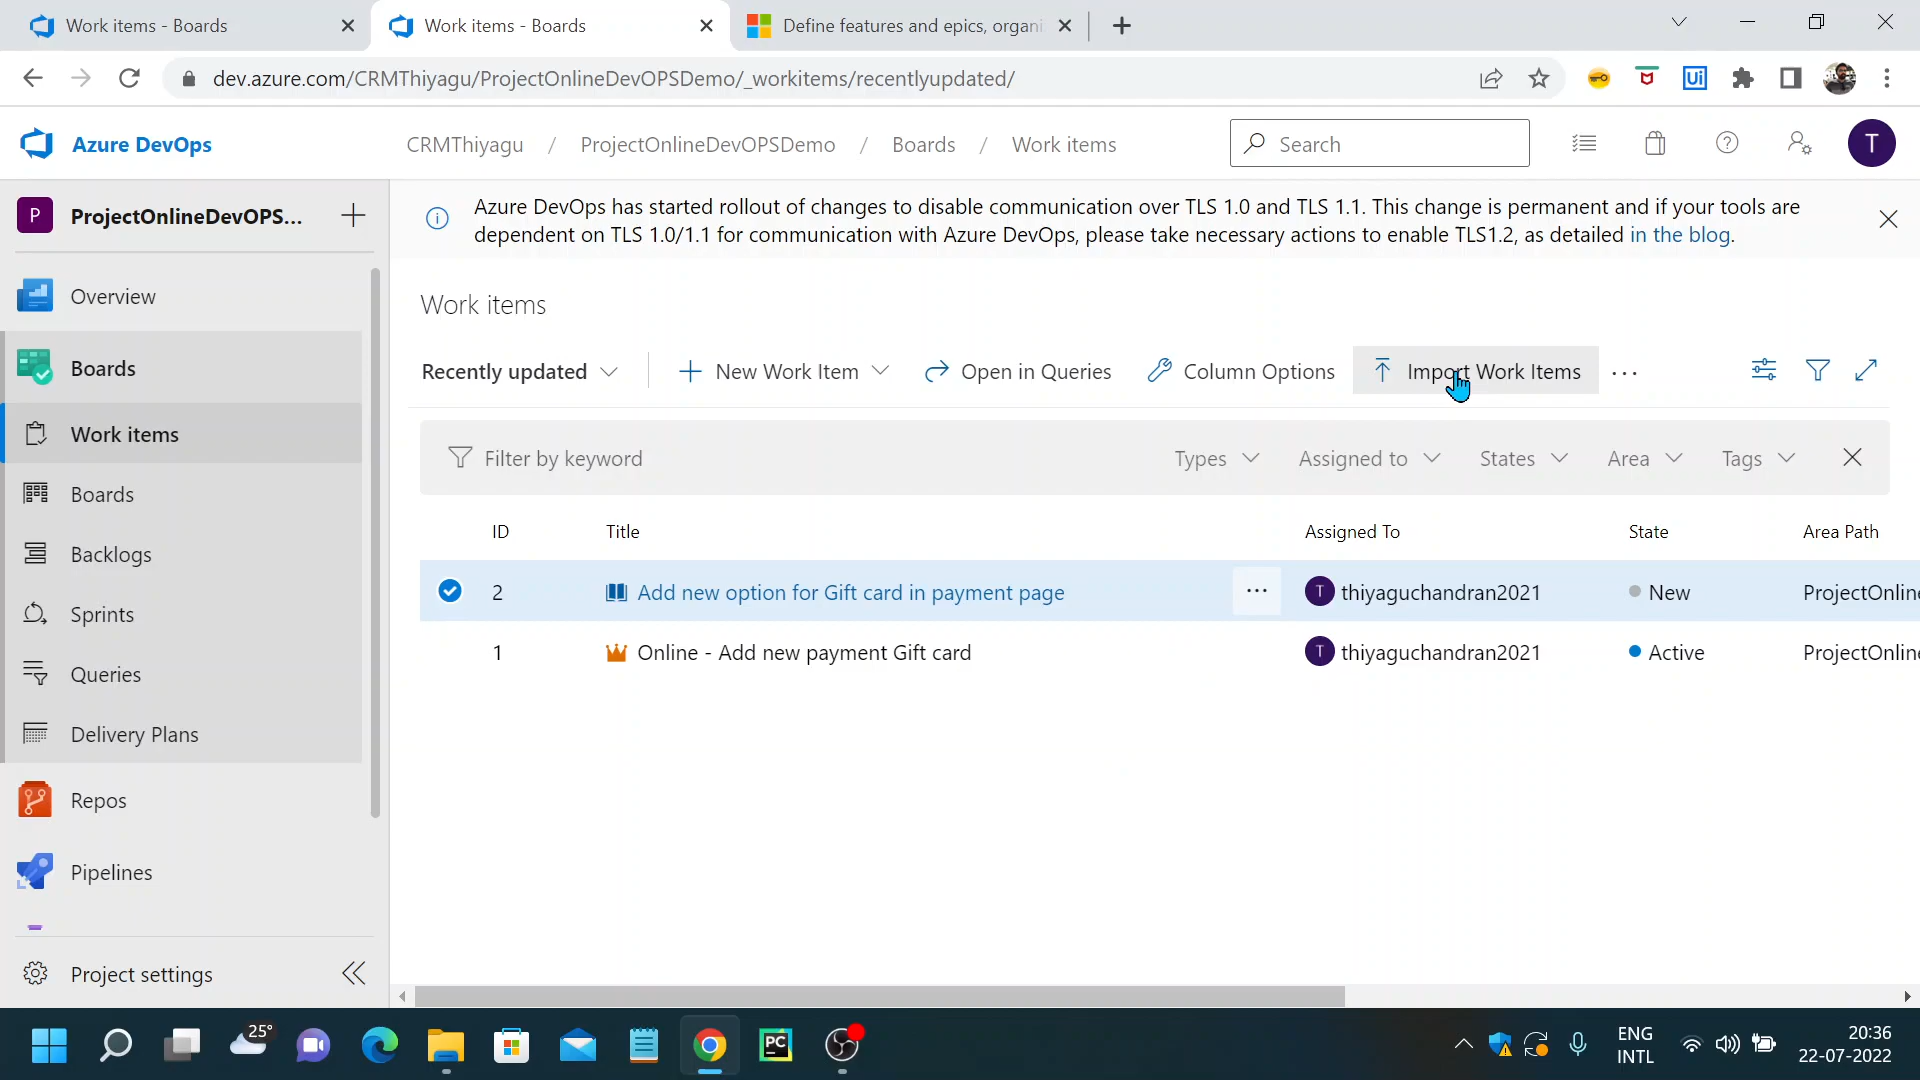 Work items - Boards
Work items - Boards
Define features and epics, organi
dev.azure.com/CRMThiyagu/ProjectOnlineDevOPSDemo/_workitems/recentlyupdated/
Ui
Azure DevOps
CRMThiyagu / ProjectOnlineDevOPSDemo / Boards / Work items
Search
T
P ProjectOnlineDevOPS...
Azure DevOps has started rollout of changes to disable communication over TLS 1.0 and TLS 1.1. This change is permanent and if your tools are
dependent on TLS 1.0/1.1 for communication with Azure DevOps, please take necessary actions to enable TLS1.2, as detailed in the blog.
Overview
Boards
Work items
Boards
Backlogs
Sprints
Queries
Delivery Plans
Repos
Pipelines
Project settings
Work items
Recently updated New Work Item Open in Queries Column Options Import Work Items
Filter by keyword Types Assigned to States Area Tags
ID Title Assigned To State Area Path
2 Add new option for Gift card in payment page T thiyaguchandran2021 New ProjectOnline
1 Online - Add new payment Gift card T thiyaguchandran2021 Active ProjectOnline
25°
PC
ENG
INTL
20:36
22-07-2022